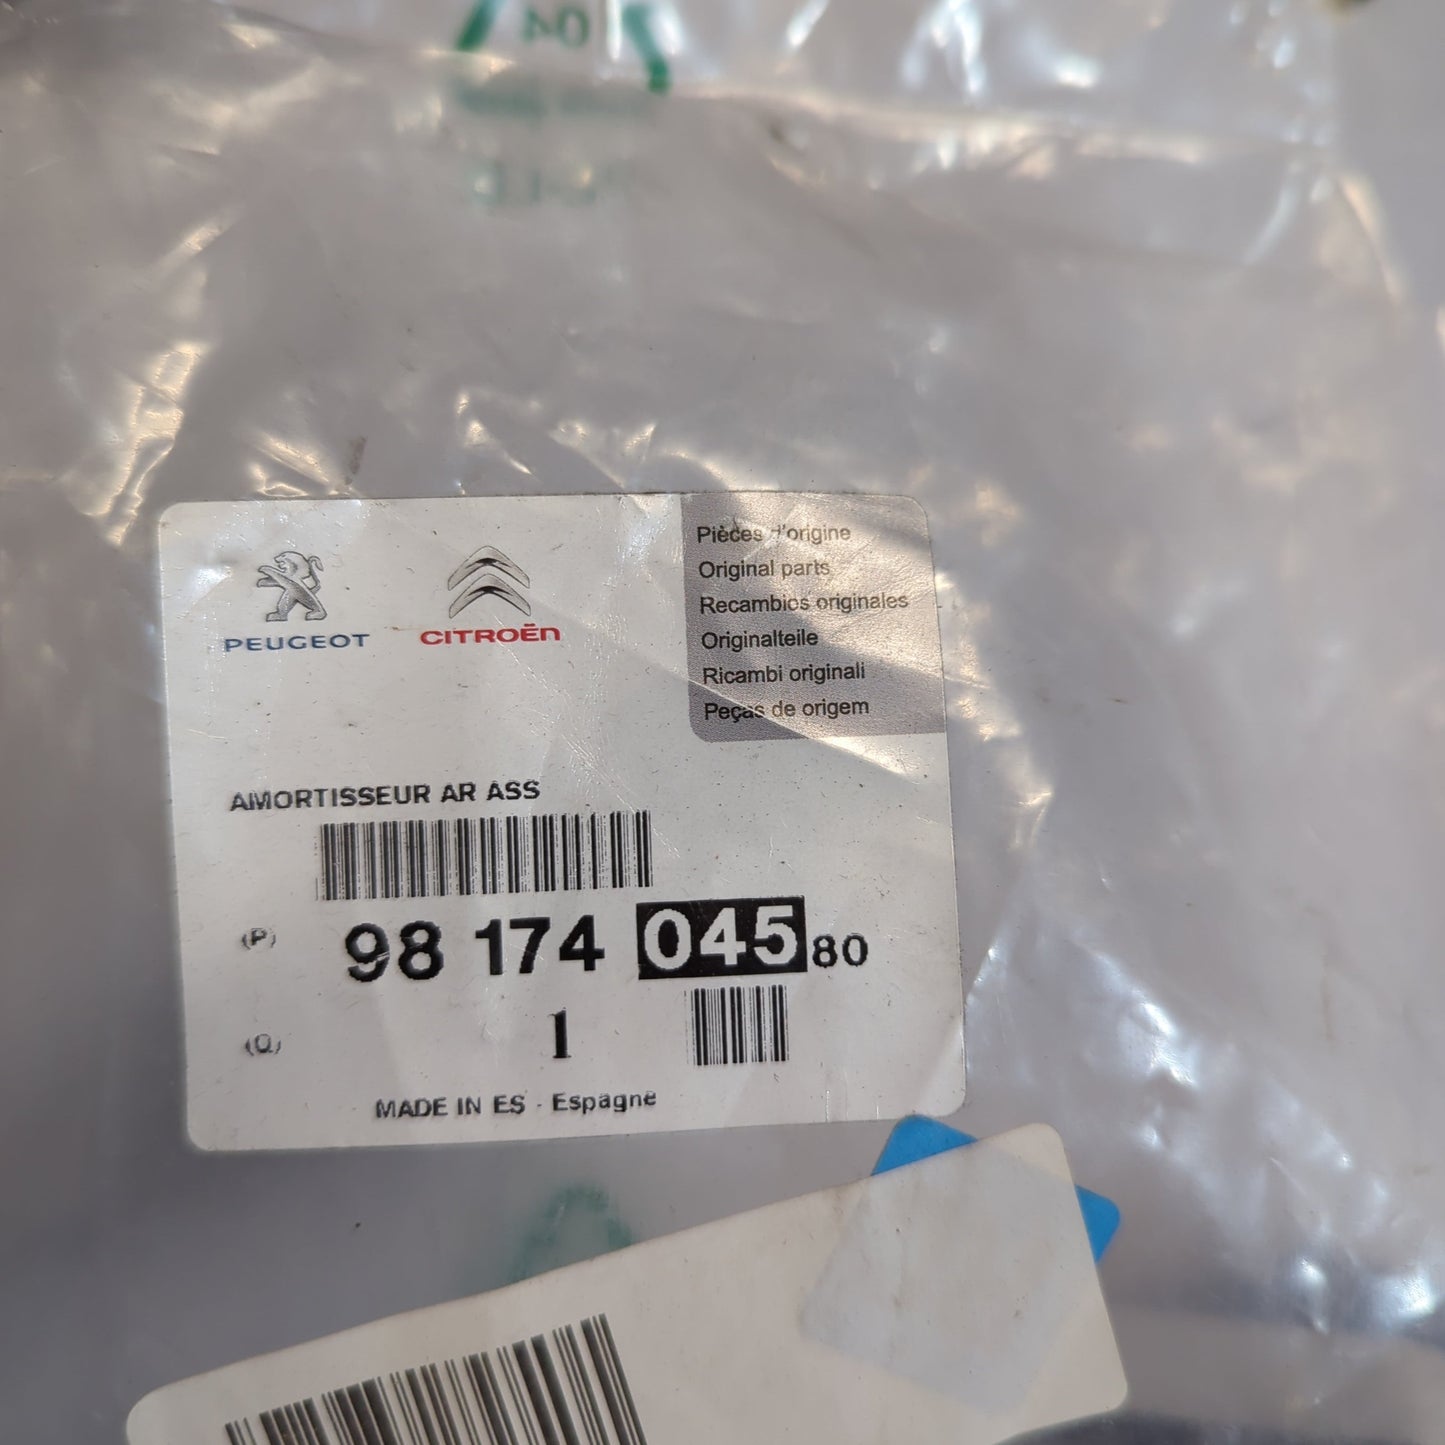 04
PEUGEOT
CITROËN
Pièces d'origine
Original parts
Recambios originales
Originalteile
Ricambi originali
Peças de origem
AMORTISSEUR AR ASS
(P) 98 174 045 80
(Q) 1
MADE IN ES - Espagne